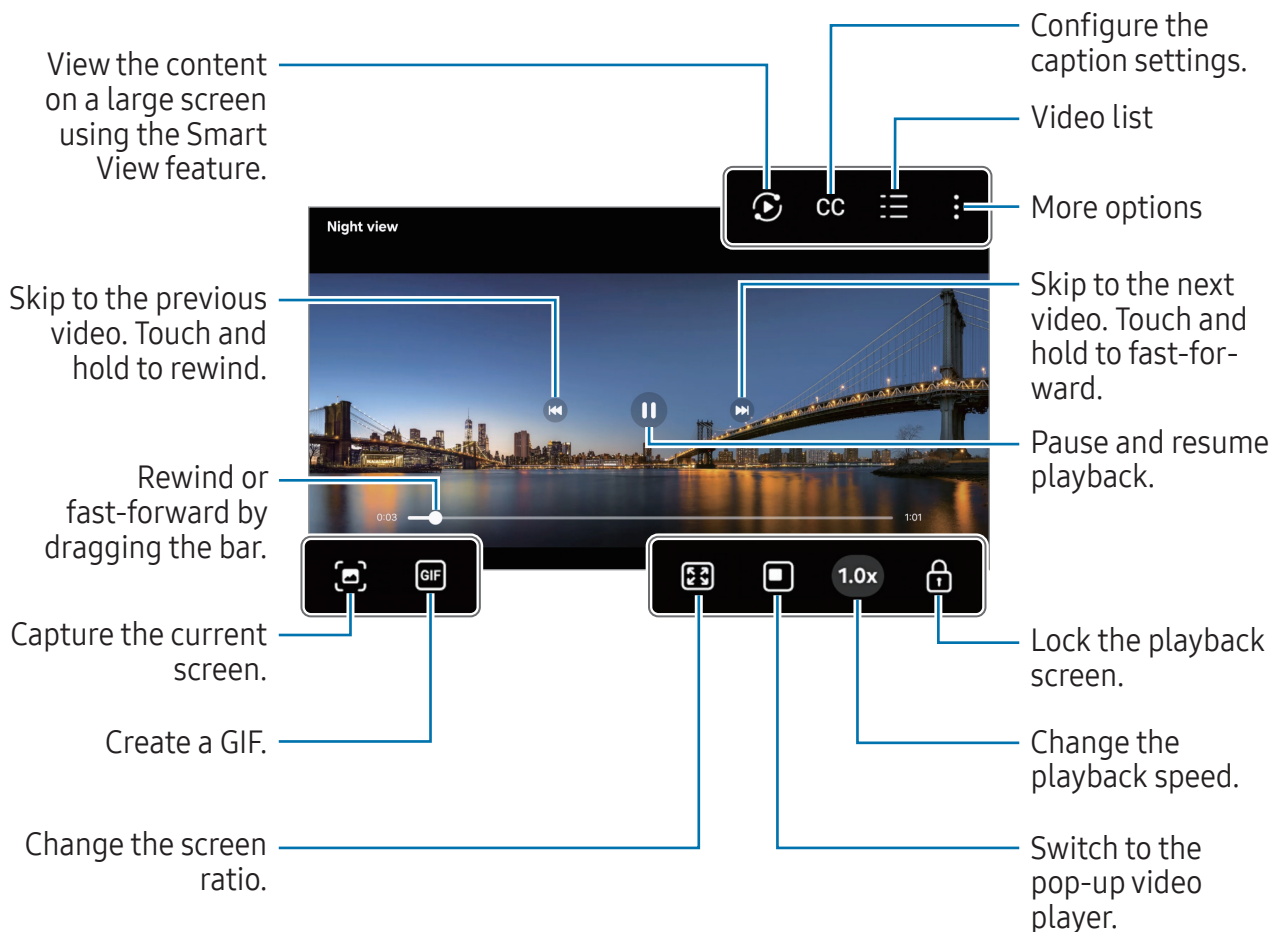 Configure the
caption settings.
View the content
on a large screen
using the Smart
View feature.
Video list
CC
More options
Night view
Skip to the previous
video. Touch and
hold to rewind.
Skip to the next
video. Touch and
hold to fast-for-
ward.
Pause and resume
playback.
Rewind or
fast-forward by
dragging the bar.
0:03
1:01
GIF
1.0x
Capture the current
screen.
Lock the playback
screen.
Create a GIF.
Change the
playback speed.
Change the screen
ratio.
Switch to the
pop-up video
player.